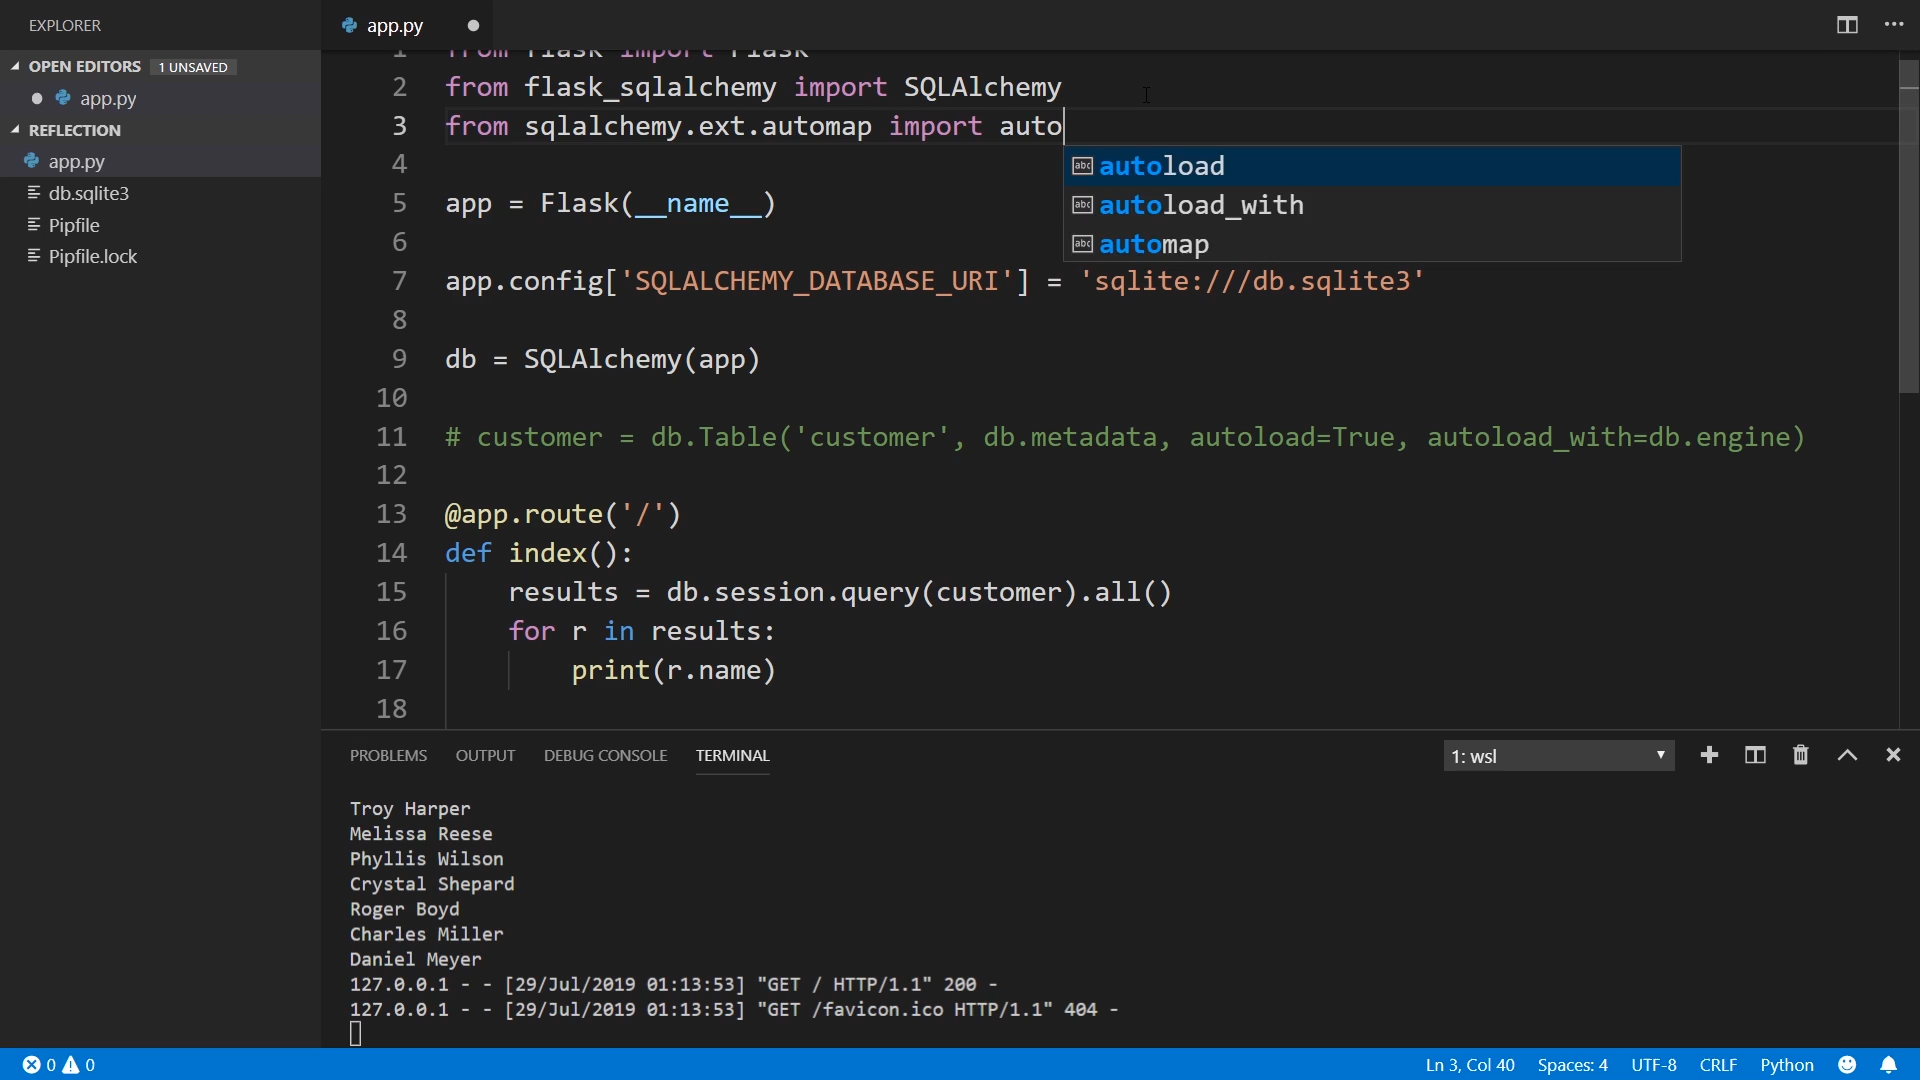 EXPLORER
OPEN EDITORS 1 UNSAVED
app.py
REFLECTION
app.py
db.sqlite3
Pipfile
Pipfile.lock
app.py
1 from flask import Flask
2 from flask_sqlalchemy import SQLAlchemy
3 from sqlalchemy.ext.automap import auto
autoload
autoload_with
automap
4
5 app = Flask(__name__)
6
7 app.config['SQLALCHEMY_DATABASE_URI'] = 'sqlite:///db.sqlite3'
8
9 db = SQLAlchemy(app)
10
11 # customer = db.Table('customer', db.metadata, autoload=True, autoload_with=db.engine)
12
13 @app.route('/')
14 def index():
15 results = db.session.query(customer).all()
16 for r in results:
17 print(r.name)
18
PROBLEMS OUTPUT DEBUG CONSOLE TERMINAL 1: wsl
Troy Harper
Melissa Reese
Phyllis Wilson
Crystal Shepard
Roger Boyd
Charles Miller
Daniel Meyer
127.0.0.1 - - [29/Jul/2019 01:13:53] "GET / HTTP/1.1" 200 -
127.0.0.1 - - [29/Jul/2019 01:13:53] "GET /favicon.ico HTTP/1.1" 404 -
0 0 Ln 3, Col 40 Spaces: 4 UTF-8 CRLF Python